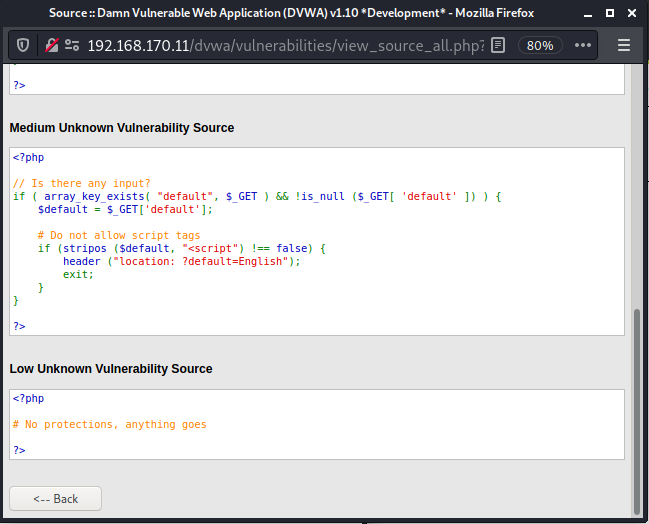 Source :: Damn Vulnerable Web Application (DVWA) v1.10 *Development* - Mozilla Firefox
192.168.170.11/dvwa/vulnerabilities/view_source_all.php?
80%
?>
Medium Unknown Vulnerability Source
<?php
// Is there any input?
if ( array_key_exists( "default", $_GET ) && !is_null ($_GET[ 'default' ]) ) {
    $default = $_GET['default'];
    # Do not allow script tags
    if (stripos ($default, "<script") !== false) {
        header ("location: ?default=English");
        exit;
    }
}
?>
Low Unknown Vulnerability Source
<?php
# No protections, anything goes
?>
<-- Back